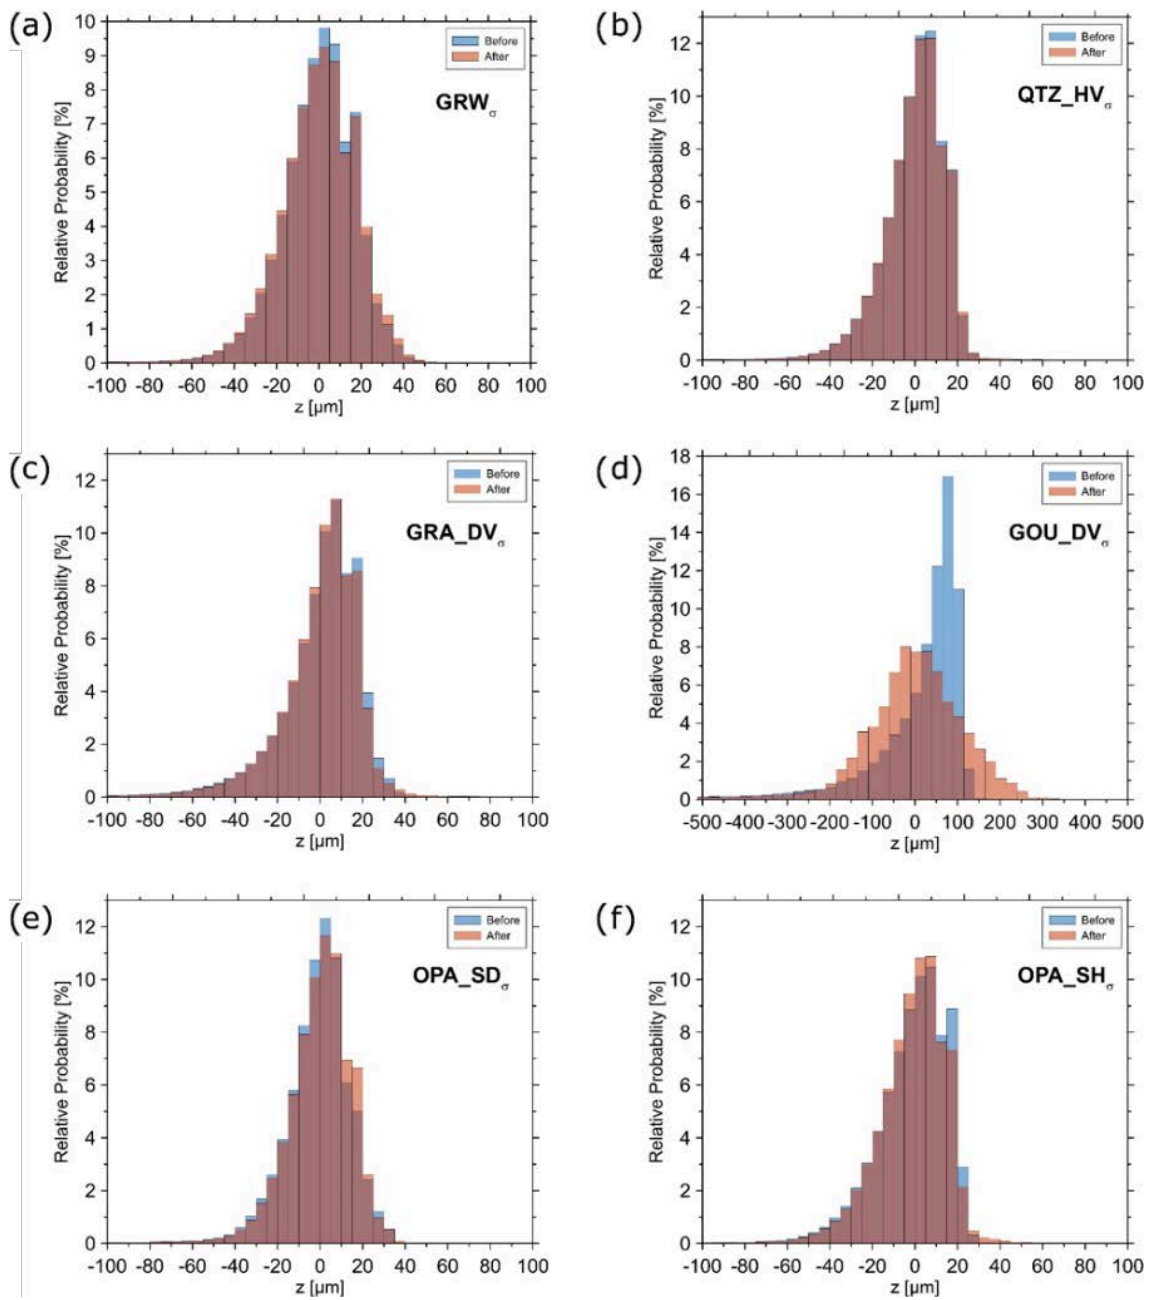 (a)
Relative Probability [%]
10
9
8
7
6
5
4
3
2
1
0
Before
After
GRWσ
-100 -80 -60 -40 -20 0 20 40 60 80 100
z [µm]
(b)
Relative Probability [%]
12
10
8
6
4
2
0
Before
After
QTZ_HVσ
-100 -80 -60 -40 -20 0 20 40 60 80 100
z [µm]
(c)
Relative Probability [%]
12
10
8
6
4
2
0
Before
After
GRA_DVσ
-100 -80 -60 -40 -20 0 20 40 60 80 100
z [µm]
(d)
Relative Probability [%]
18
16
14
12
10
8
6
4
2
0
Before
After
GOU_DVσ
-500 -400 -300 -200 -100 0 100 200 300 400 500
z [µm]
(e)
Relative Probability [%]
12
10
8
6
4
2
0
Before
After
OPA_SDσ
-100 -80 -60 -40 -20 0 20 40 60 80 100
z [µm]
(f)
Relative Probability [%]
12
10
8
6
4
2
0
Before
After
OPA_SHσ
-100 -80 -60 -40 -20 0 20 40 60 80 100
z [µm]